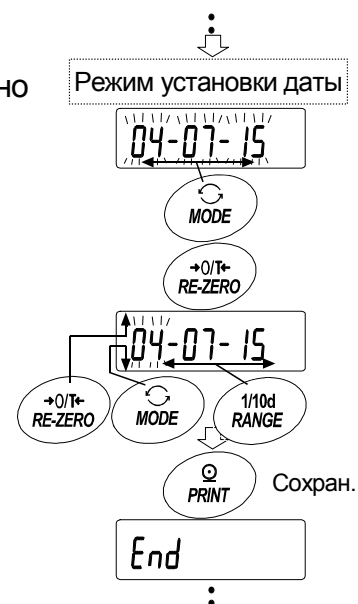 но
Режим установки даты
04-07-15
MODE
→0/T←
RE-ZERO
04-07-15
→0/T← MODE 1/10d
RE-ZERO RANGE
PRINT Сохран.
End